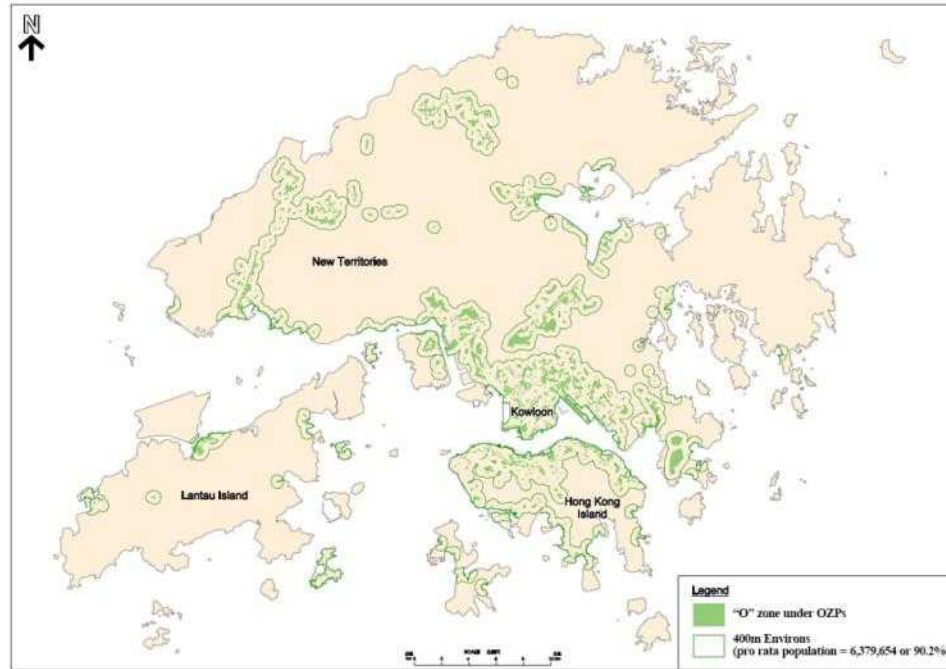 N
New Territories
Kowloon
Lantau Island
Hong Kong
Island
Legend
"O" zone under OZPs
400m Environs
(pro rata population = 6,379,654 or 90.2%)